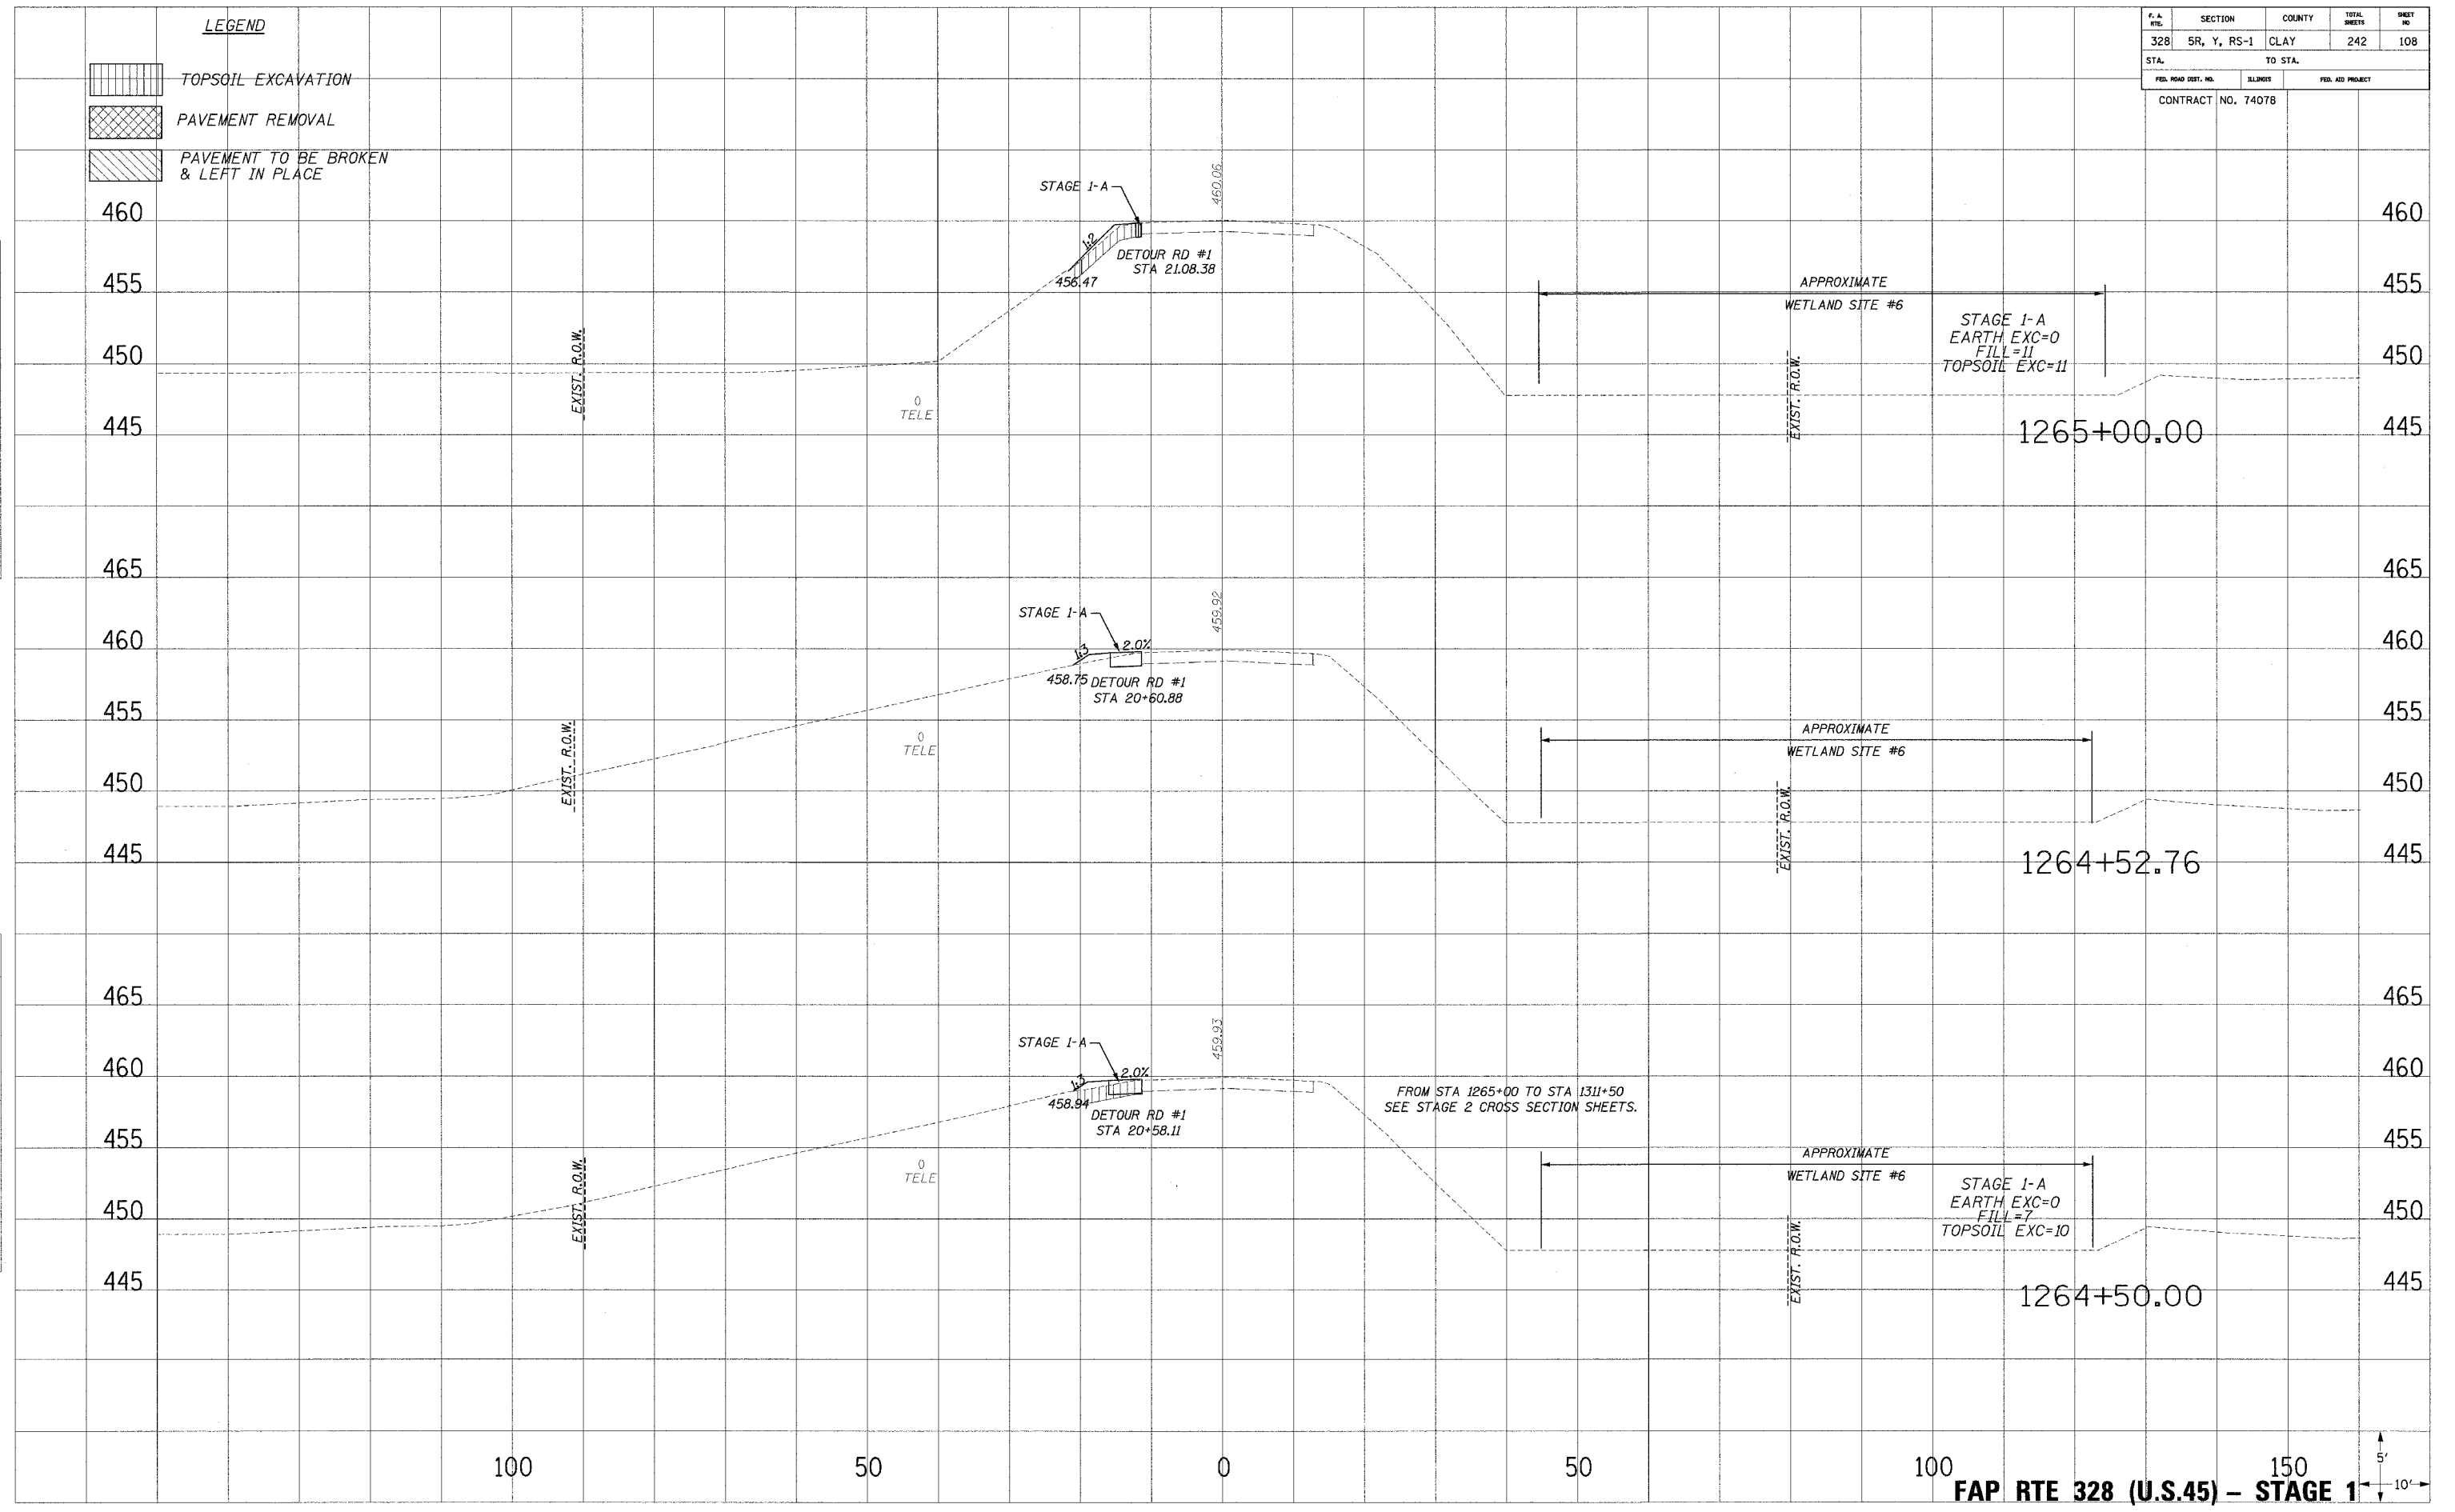 LEGEND
TOPSOIL EXCAVATION
PAVEMENT REMOVAL
PAVEMENT TO BE BROKEN
& LEFT IN PLACE
F. A. RTE. SECTION COUNTY TOTAL SHEETS SHEET NO
328 5R, Y, RS-1 CLAY 242 108
STA. TO STA.
FED. ROAD DIST. NO. ILLINOIS FED. AID PROJECT
CONTRACT NO. 74078
460 460
455 455
450 450
445 445
STAGE 1-A
460.06
1:2
DETOUR RD #1
STA 21.08.38
456.47
EXIST. R.O.W.
0
TELE
APPROXIMATE
WETLAND SITE #6
STAGE 1-A
EARTH EXC=0
FILL=11
TOPSOIL EXC=11
EXIST. R.O.W.
1265+00.00
465 465
460 460
455 455
450 450
445 445
STAGE 1-A
459.92
1:3
2.0%
458.75
DETOUR RD #1
STA 20+60.88
EXIST. R.O.W.
0
TELE
APPROXIMATE
WETLAND SITE #6
EXIST. R.O.W.
1264+52.76
465 465
460 460
455 455
450 450
445 445
STAGE 1-A
459.93
1:3
2.0%
458.94
DETOUR RD #1
STA 20+58.11
FROM STA 1265+00 TO STA 1311+50
SEE STAGE 2 CROSS SECTION SHEETS.
EXIST. R.O.W.
0
TELE
APPROXIMATE
WETLAND SITE #6
STAGE 1-A
EARTH EXC=0
FILL=7
TOPSOIL EXC=10
EXIST. R.O.W.
1264+50.00
100 50 0 50 100 150
5'
10'
FAP RTE 328 (U.S.45) – STAGE 1